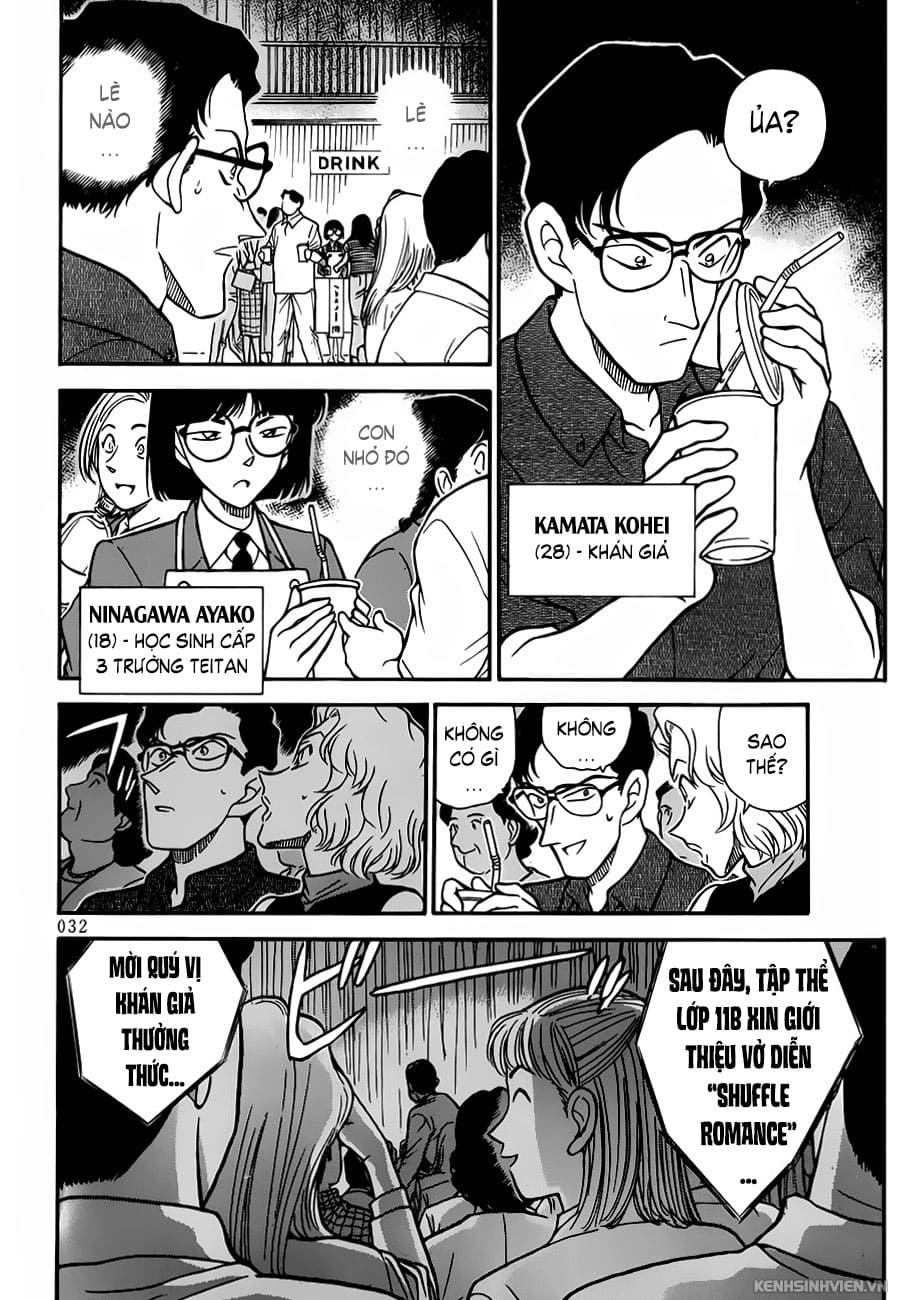 ỦA?
KAMATA KOHEI
(28) - KHÁN GIẢ
LÈ
...
LÈ
NÀO
...
DRINK
CON
NHỎ ĐÓ
...
NINAGAWA AYAKO
(18) - HỌC SINH CẤP
3 TRƯỜNG TEITAN
SAO
THẾ?
KHÔNG
...
KHÔNG
CÓ GÌ
...
032
SAU ĐÂY, TẬP THỂ
LỚP 11B XIN GIỚI
THIỆU VỞ DIỄN
“SHUFFLE
ROMANCE”
...
MỜI QUÝ VỊ
KHÁN GIẢ
THƯỞNG
THỨC...
KENHSINHVIEN.VN